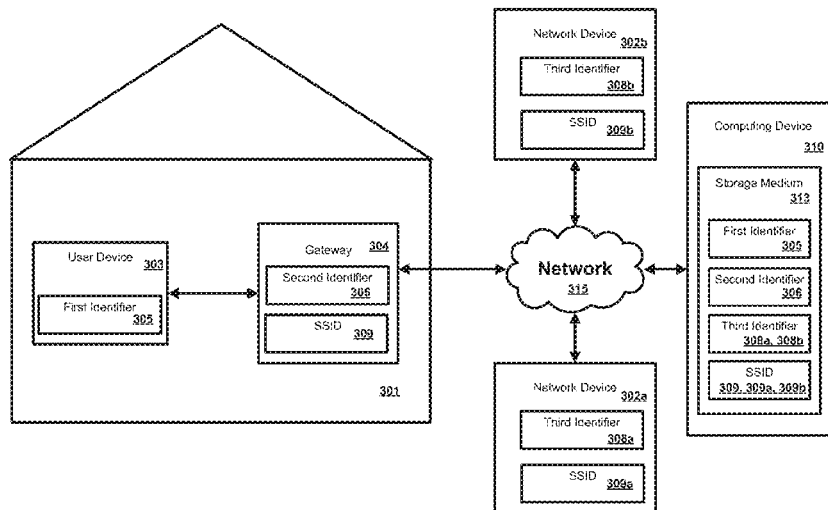 User Device
303
First Identifier
305
Gateway
304
Second Identifier
306
SSID
309
301
Network Device
302b
Third Identifier
308b
SSID
309b
Network
315
Network Device
302a
Third Identifier
308a
SSID
309a
Computing Device
310
Storage Medium
313
First Identifier
305
Second Identifier
306
Third Identifier
308a, 308b
SSID
309, 309a, 309b